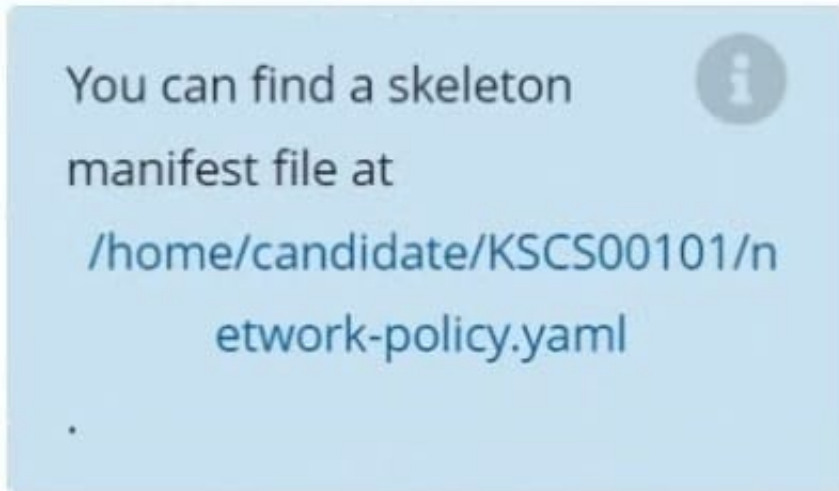 You can find a skeleton
manifest file at
/home/candidate/KSCS00101/n
etwork-policy.yaml
.